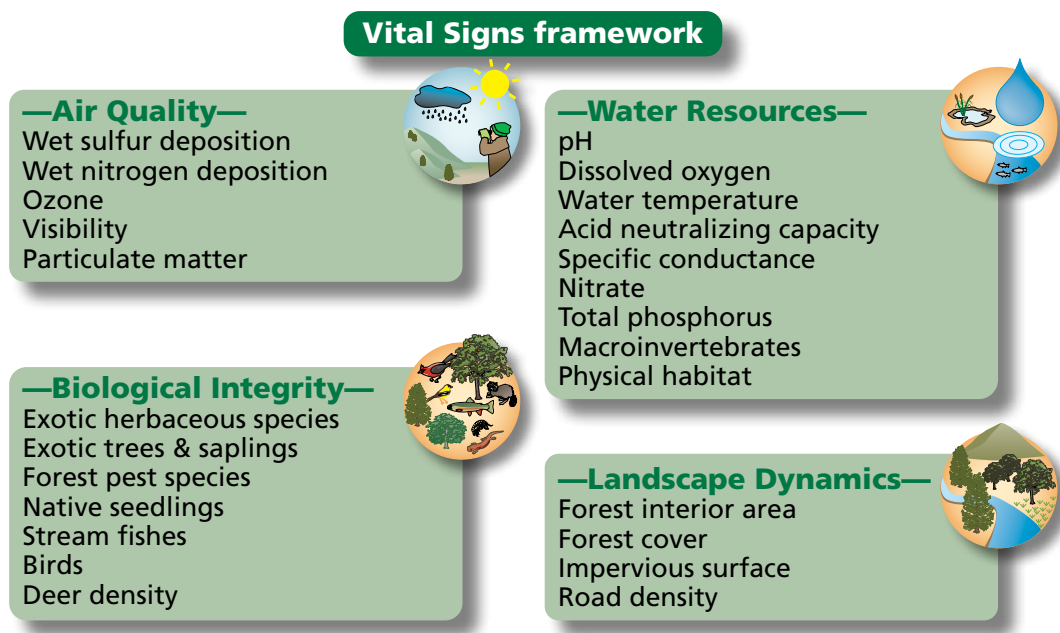 Vital Signs framework
—Air Quality—
Wet sulfur deposition
Wet nitrogen deposition
Ozone
Visibility
Particulate matter
—Water Resources—
pH
Dissolved oxygen
Water temperature
Acid neutralizing capacity
Specific conductance
Nitrate
Total phosphorus
Macroinvertebrates
Physical habitat
—Biological Integrity—
Exotic herbaceous species
Exotic trees & saplings
Forest pest species
Native seedlings
Stream fishes
Birds
Deer density
—Landscape Dynamics—
Forest interior area
Forest cover
Impervious surface
Road density